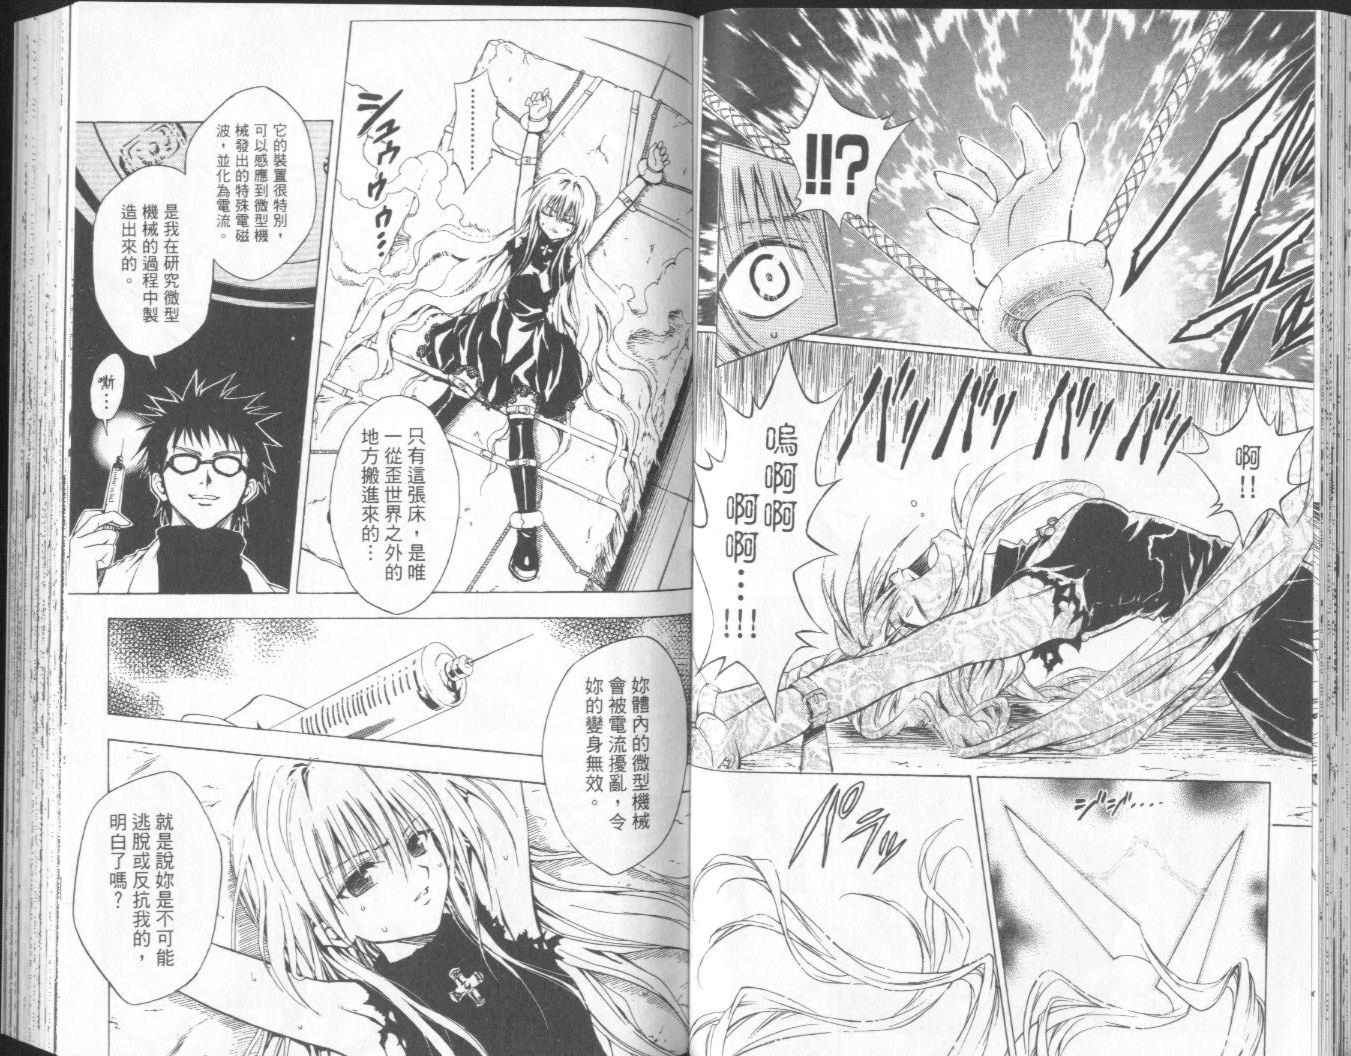 !!?
バリッ
バババババババ
啊!!
嗚啊啊
啊啊…!!!
ジジ…
パラ…
…………
シュウウゥ…
只有這張床，是唯
一從歪世界之外的
地方搬進來的…
它的裝置很特別，
可以感應到微型機
械發出的特殊電磁
波，並化為電流。
是我在研究微型
機械的過程中製
造出來的。
嘶…
妳體內的微型機械
會被電流擾亂，令
妳的變身無效。
就是說妳是不可能
逃脫或反抗我的，
明白了嗎？